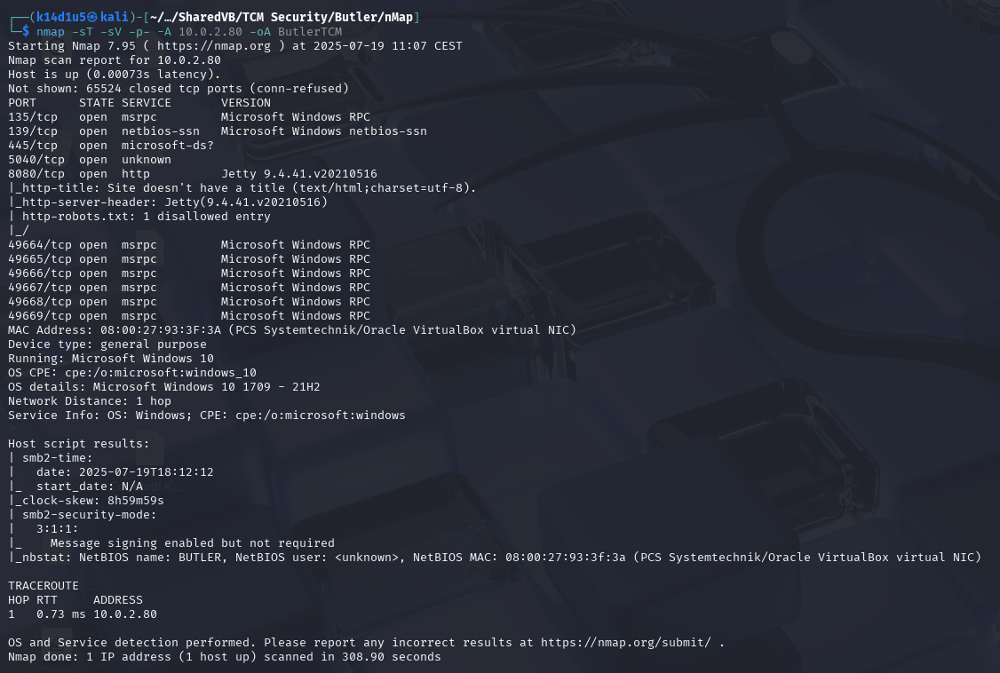 ┌──(k14d1u5㉿kali)-[~/…/SharedVB/TCM Security/Butler/nMap]
└─$ nmap -sT -sV -p- -A 10.0.2.80 -oA ButlerTCM
Starting Nmap 7.95 ( https://nmap.org ) at 2025-07-19 11:07 CEST
Nmap scan report for 10.0.2.80
Host is up (0.00073s latency).
Not shown: 65524 closed tcp ports (conn-refused)
PORT      STATE SERVICE       VERSION
135/tcp   open  msrpc         Microsoft Windows RPC
139/tcp   open  netbios-ssn   Microsoft Windows netbios-ssn
445/tcp   open  microsoft-ds?
5040/tcp  open  unknown
8080/tcp  open  http          Jetty 9.4.41.v20210516
|_http-title: Site doesn't have a title (text/html;charset=utf-8).
|_http-server-header: Jetty(9.4.41.v20210516)
| http-robots.txt: 1 disallowed entry
|_/
49664/tcp open  msrpc         Microsoft Windows RPC
49665/tcp open  msrpc         Microsoft Windows RPC
49666/tcp open  msrpc         Microsoft Windows RPC
49667/tcp open  msrpc         Microsoft Windows RPC
49668/tcp open  msrpc         Microsoft Windows RPC
49669/tcp open  msrpc         Microsoft Windows RPC
MAC Address: 08:00:27:93:3F:3A (PCS Systemtechnik/Oracle VirtualBox virtual NIC)
Device type: general purpose
Running: Microsoft Windows 10
OS CPE: cpe:/o:microsoft:windows_10
OS details: Microsoft Windows 10 1709 - 21H2
Network Distance: 1 hop
Service Info: OS: Windows; CPE: cpe:/o:microsoft:windows

Host script results:
| smb2-time:
|   date: 2025-07-19T18:12:12
|_  start_date: N/A
|_clock-skew: 8h59m59s
| smb2-security-mode:
|   3:1:1:
|_    Message signing enabled but not required
|_nbstat: NetBIOS name: BUTLER, NetBIOS user: <unknown>, NetBIOS MAC: 08:00:27:93:3f:3a (PCS Systemtechnik/Oracle VirtualBox virtual NIC)

TRACEROUTE
HOP RTT     ADDRESS
1   0.73 ms 10.0.2.80

OS and Service detection performed. Please report any incorrect results at https://nmap.org/submit/ .
Nmap done: 1 IP address (1 host up) scanned in 308.90 seconds